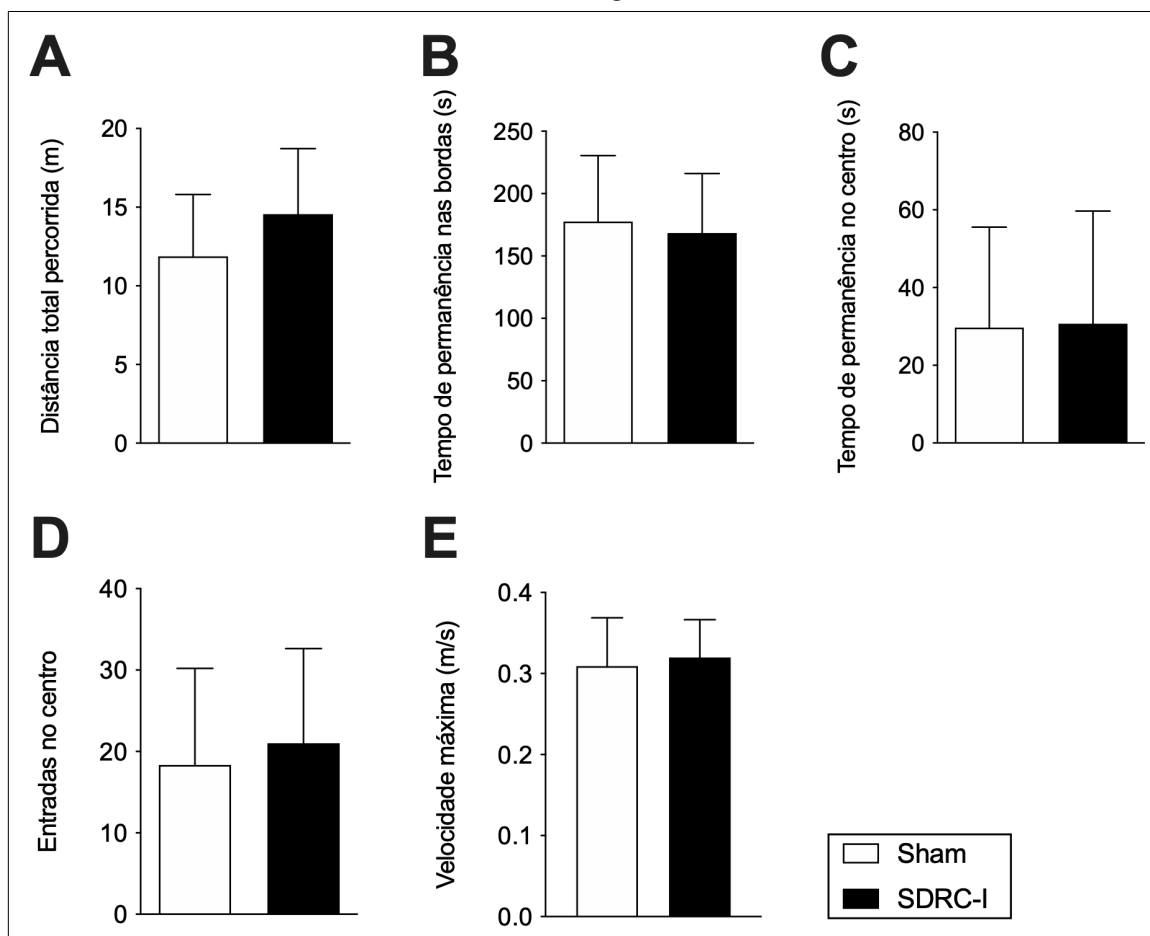 A
Distância total percorrida (m)
20
15
10
5
0
B
Tempo de permanência nas bordas (s)
250
200
150
100
50
0
C
Tempo de permanência no centro (s)
80
60
40
20
0
D
Entradas no centro
40
30
20
10
0
E
Velocidade máxima (m/s)
0.4
0.3
0.2
0.1
0.0
Sham
SDRC-I